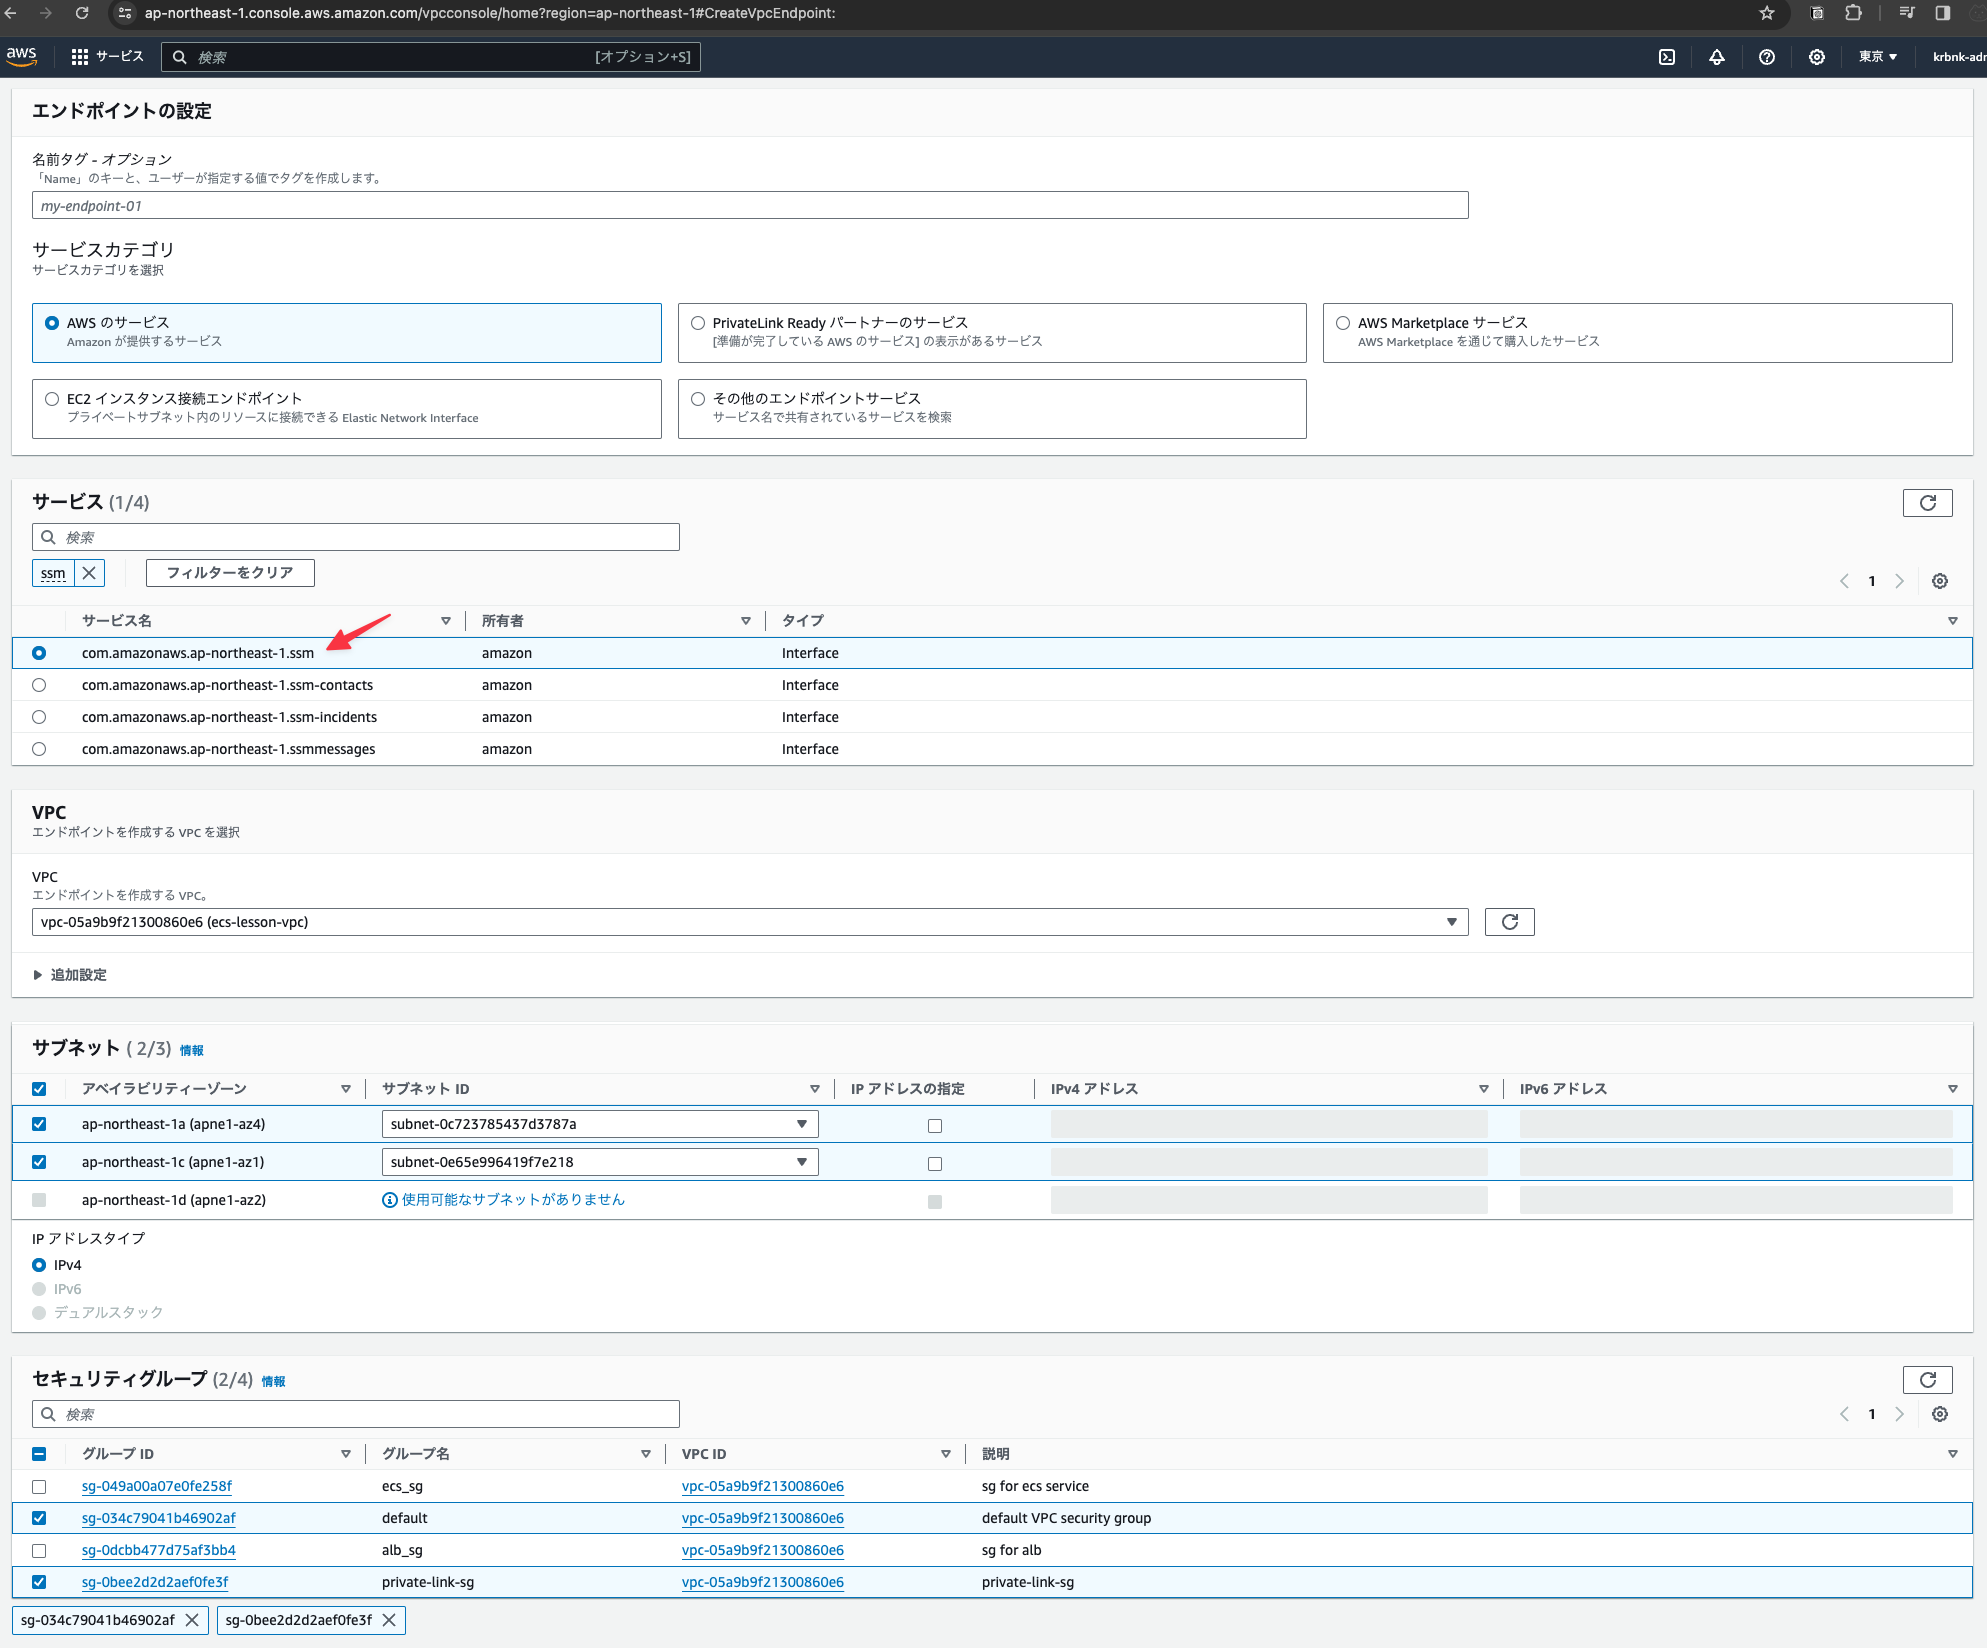 ap-northeast-1.console.aws.amazon.com/vpcconsole/home?region=ap-northeast-1#CreateVpcEndpoint:
aws サービス 検索 [オプション+S] 東京
エンドポイントの設定
名前タグ - オプション
「Name」のキーと、ユーザーが指定する値でタグを作成します。
my-endpoint-01
サービスカテゴリ
サービスカテゴリを選択
AWS のサービス
Amazon が提供するサービス
PrivateLink Ready パートナーのサービス
[準備が完了している AWS のサービス] の表示があるサービス
AWS Marketplace サービス
AWS Marketplace を通じて購入したサービス
EC2 インスタンス接続エンドポイント
プライベートサブネット内のリソースに接続できる Elastic Network Interface
その他のエンドポイントサービス
サービス名で共有されているサービスを検索
サービス (1/4)
検索
ssm フィルターをクリア 1
サービス名 所有者 タイプ
com.amazonaws.ap-northeast-1.ssm amazon Interface
com.amazonaws.ap-northeast-1.ssm-contacts amazon Interface
com.amazonaws.ap-northeast-1.ssm-incidents amazon Interface
com.amazonaws.ap-northeast-1.ssmmessages amazon Interface
VPC
エンドポイントを作成する VPC を選択
VPC
エンドポイントを作成する VPC。
vpc-05a9b9f21300860e6 (ecs-lesson-vpc)
追加設定
サブネット ( 2/3) 情報
アベイラビリティーゾーン サブネット ID IP アドレスの指定 IPv4 アドレス IPv6 アドレス
ap-northeast-1a (apne1-az4) subnet-0c723785437d3787a
ap-northeast-1c (apne1-az1) subnet-0e65e996419f7e218
ap-northeast-1d (apne1-az2) 使用可能なサブネットがありません
IP アドレスタイプ
IPv4
IPv6
デュアルスタック
セキュリティグループ (2/4) 情報
検索
1
グループ ID グループ名 VPC ID 説明
sg-049a00a07e0fe258f ecs_sg vpc-05a9b9f21300860e6 sg for ecs service
sg-034c79041b46902af default vpc-05a9b9f21300860e6 default VPC security group
sg-0dcbb477d75af3bb4 alb_sg vpc-05a9b9f21300860e6 sg for alb
sg-0bee2d2d2aef0fe3f private-link-sg vpc-05a9b9f21300860e6 private-link-sg
sg-034c79041b46902af sg-0bee2d2d2aef0fe3f